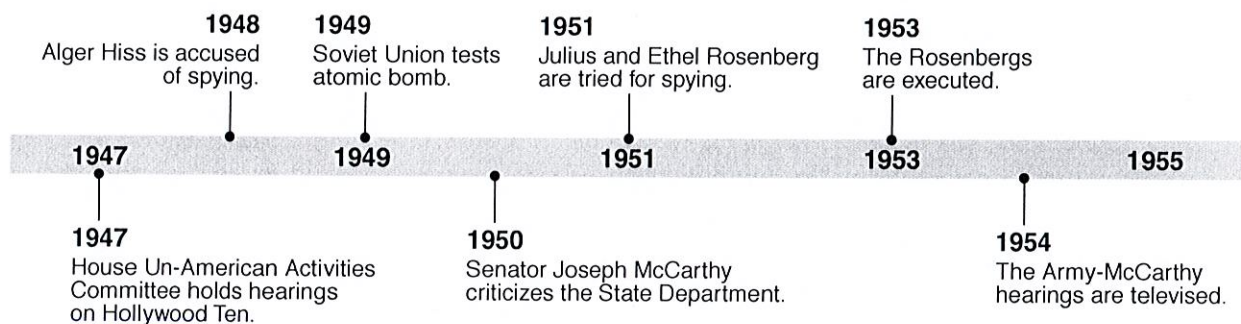 1948
Alger Hiss is accused
of spying.
1949
Soviet Union tests
atomic bomb.
1951
Julius and Ethel Rosenberg
are tried for spying.
1953
The Rosenbergs
are executed.
1947
1949
1951
1953
1955
1947
House Un-American Activities
Committee holds hearings
on Hollywood Ten.
1950
Senator Joseph McCarthy
criticizes the State Department.
1954
The Army-McCarthy
hearings are televised.